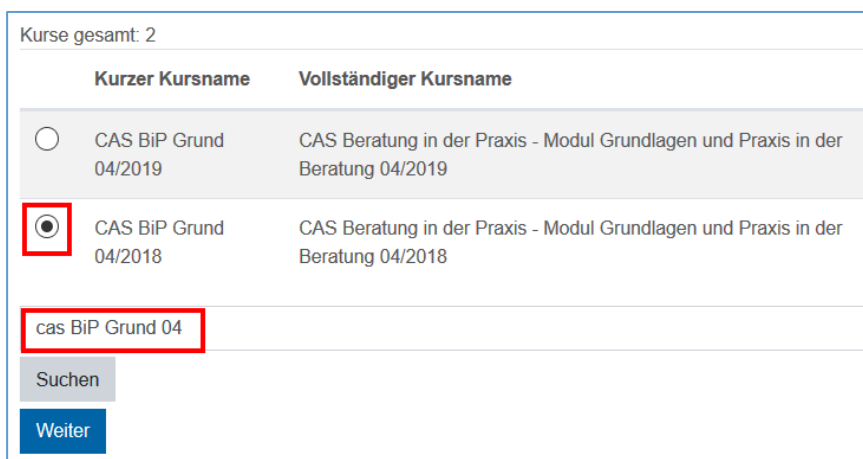 Kurse gesamt: 2
Kurzer Kursname Vollständiger Kursname
CAS BiP Grund CAS Beratung in der Praxis - Modul Grundlagen und Praxis in der
04/2019 Beratung 04/2019
CAS BiP Grund CAS Beratung in der Praxis - Modul Grundlagen und Praxis in der
04/2018 Beratung 04/2018
cas BiP Grund 04
Suchen
Weiter